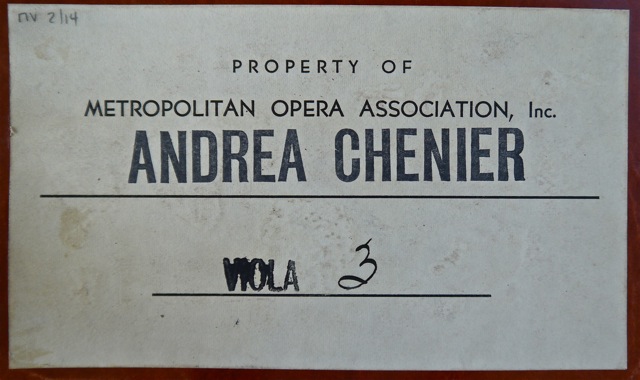 nv 2/14
PROPERTY OF
METROPOLITAN OPERA ASSOCIATION, Inc.
ANDREA CHENIER
VIOLA 3